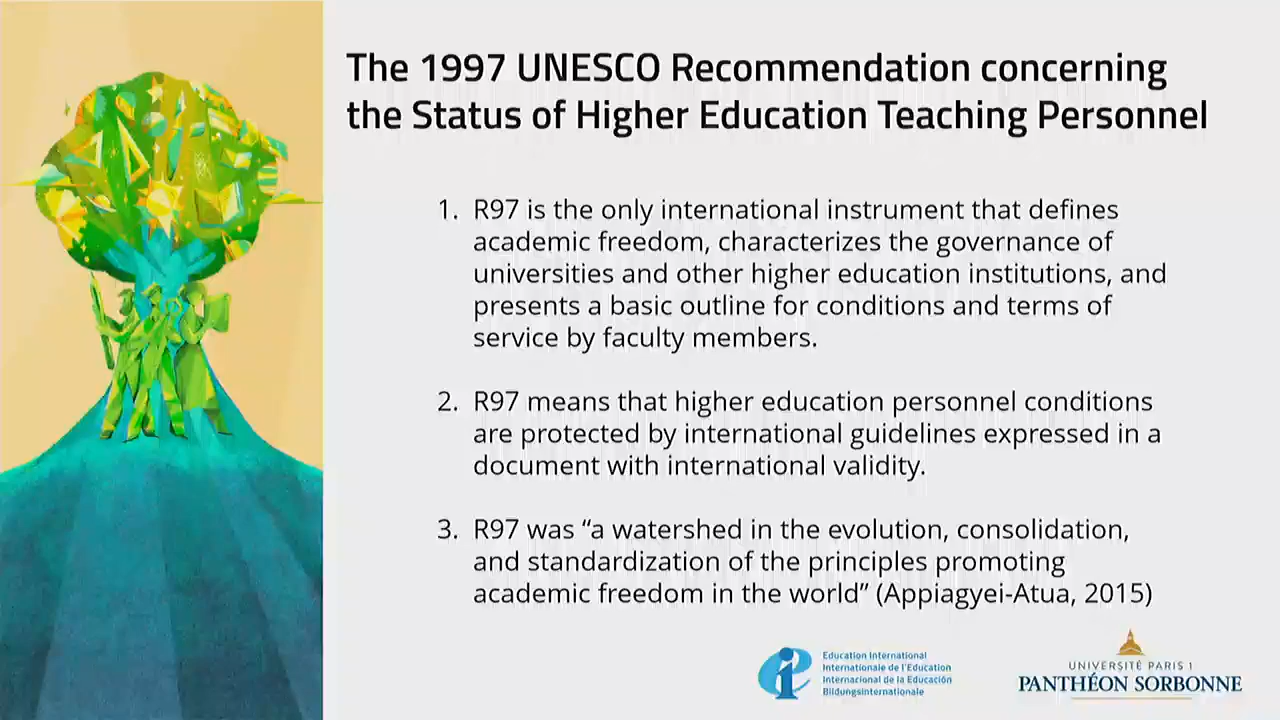 The 1997 UNESCO Recommendation concerning
the Status of Higher Education Teaching Personnel
1. R97 is the only international instrument that defines
academic freedom, characterizes the governance of
universities and other higher education institutions, and
presents a basic outline for conditions and terms of
service by faculty members.
2. R97 means that higher education personnel conditions
are protected by international guidelines expressed in a
document with international validity.
3. R97 was “a watershed in the evolution, consolidation,
and standardization of the principles promoting
academic freedom in the world” (Appiagyei-Atua, 2015)
Education International
Internationale de l'Éducation
Internacional de la Educación
Bildungsinternationale
UNIVERSITÉ PARIS 1
PANTHÉON SORBONNE